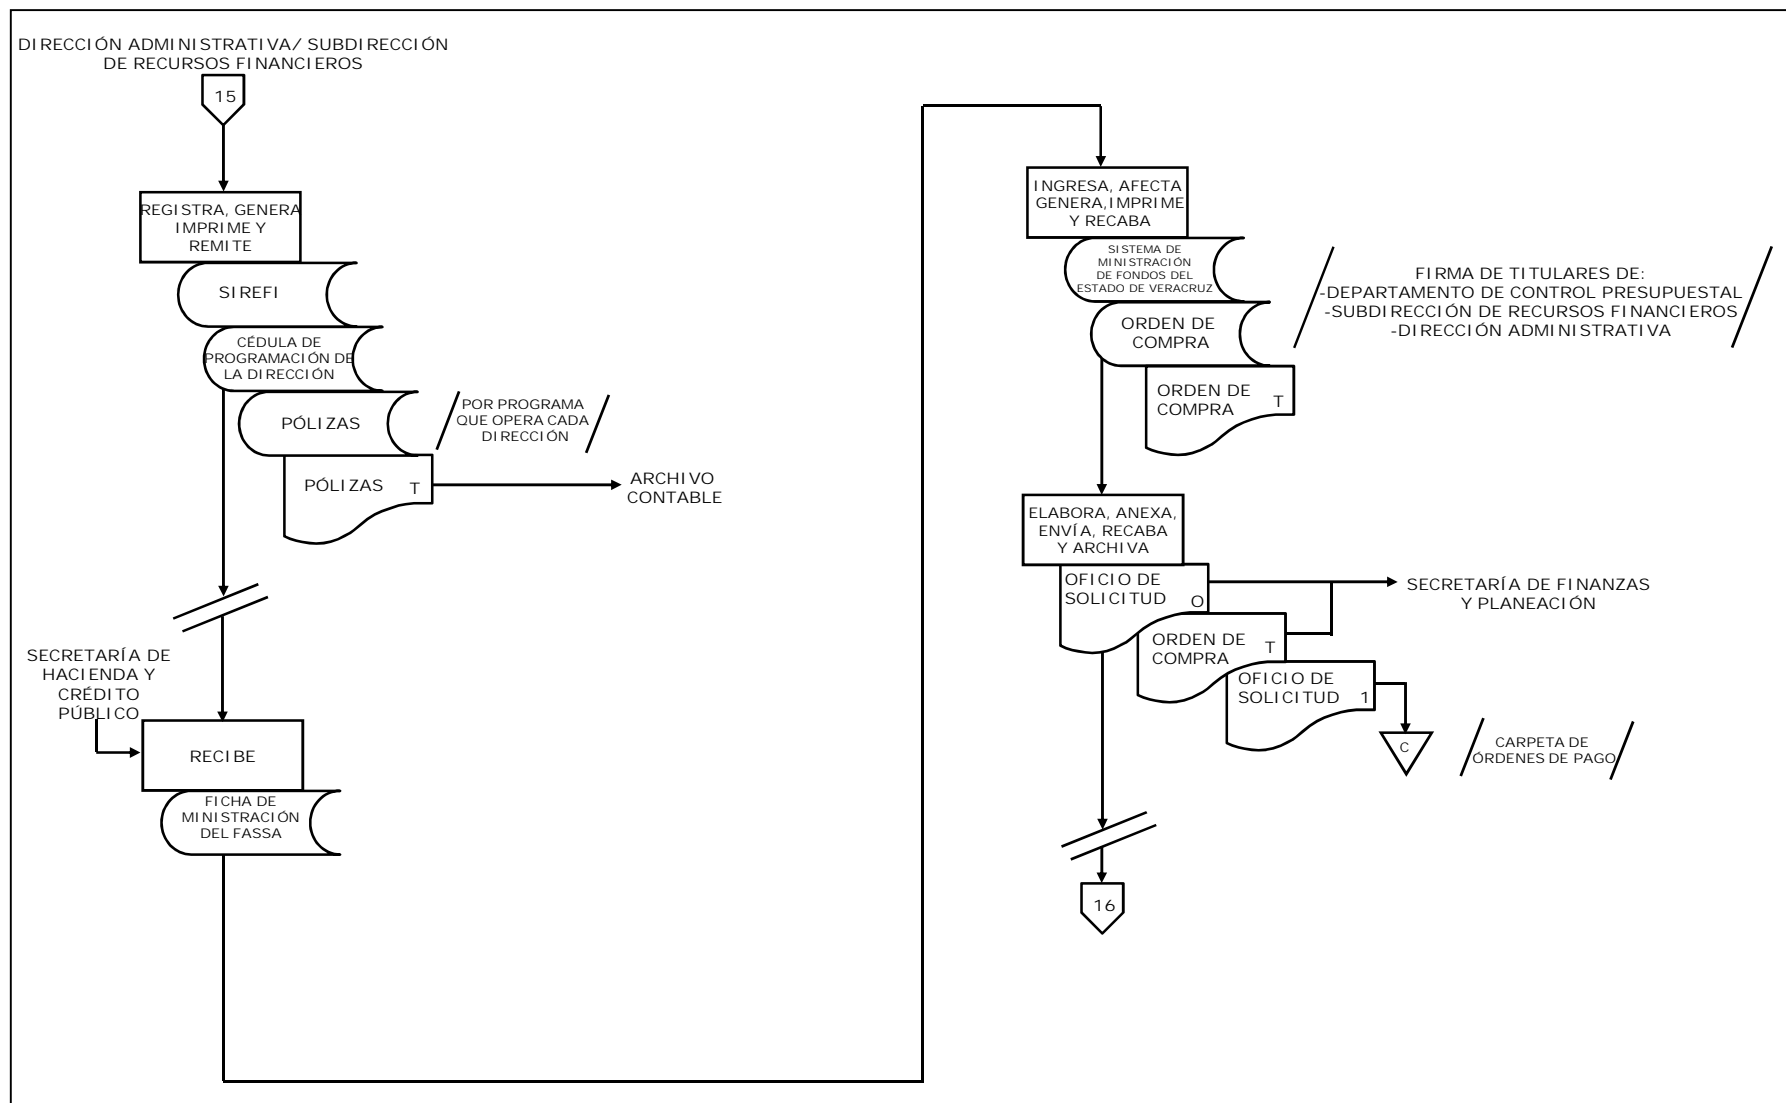 DIRECCIÓN ADMINISTRATIVA/ SUBDIRECCIÓN
DE RECURSOS FINANCIEROS
15
REGISTRA, GENERA
IMPRIME Y
REMITE
SIREFI
CÉDULA DE
PROGRAMACIÓN DE
LA DIRECCIÓN
PÓLIZAS
POR PROGRAMA
QUE OPERA CADA
DIRECCIÓN
PÓLIZAS T
ARCHIVO
CONTABLE
SECRETARÍA DE
HACIENDA Y
CRÉDITO
PÚBLICO
RECIBE
FICHA DE
MINISTRACIÓN
DEL FASSA
INGRESA, AFECTA
GENERA,IMPRIME
Y RECABA
SISTEMA DE
MINISTRACIÓN
DE FONDOS DEL
ESTADO DE VERACRUZ
FIRMA DE TITULARES DE:
-DEPARTAMENTO DE CONTROL PRESUPUESTAL
-SUBDIRECCIÓN DE RECURSOS FINANCIEROS
-DIRECCIÓN ADMINISTRATIVA
ORDEN DE
COMPRA
ORDEN DE
COMPRA T
ELABORA, ANEXA,
ENVÍA, RECABA
Y ARCHIVA
OFICIO DE
SOLICITUD O
SECRETARÍA DE FINANZAS
Y PLANEACIÓN
ORDEN DE
COMPRA T
OFICIO DE
SOLICITUD 1
C
CARPETA DE
ÓRDENES DE PAGO
16